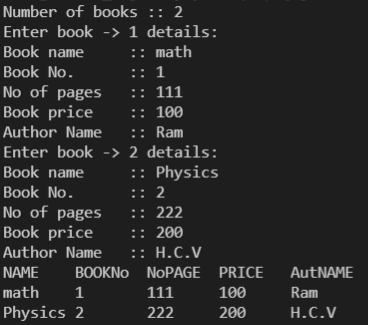 Number of books :: 2
Enter book -> 1 details:
Book name    :: math
Book No.     :: 1
No of pages  :: 111
Book price   :: 100
Author Name  :: Ram
Enter book -> 2 details:
Book name    :: Physics
Book No.     :: 2
No of pages  :: 222
Book price   :: 200
Author Name  :: H.C.V
NAME    BOOKNo  NoPAGE  PRICE   AutNAME
math    1       111     100     Ram
Physics 2       222     200     H.C.V